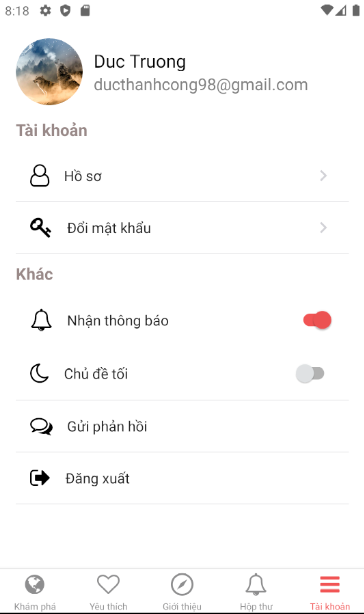 8:18
Duc Truong
ducthanhcong98@gmail.com
Tài khoản
Hồ sơ
Đổi mật khẩu
Khác
Nhận thông báo
Chủ đề tối
Gửi phản hồi
Đăng xuất
Khám phá Yêu thích Giới thiệu Hộp thư Tài khoản